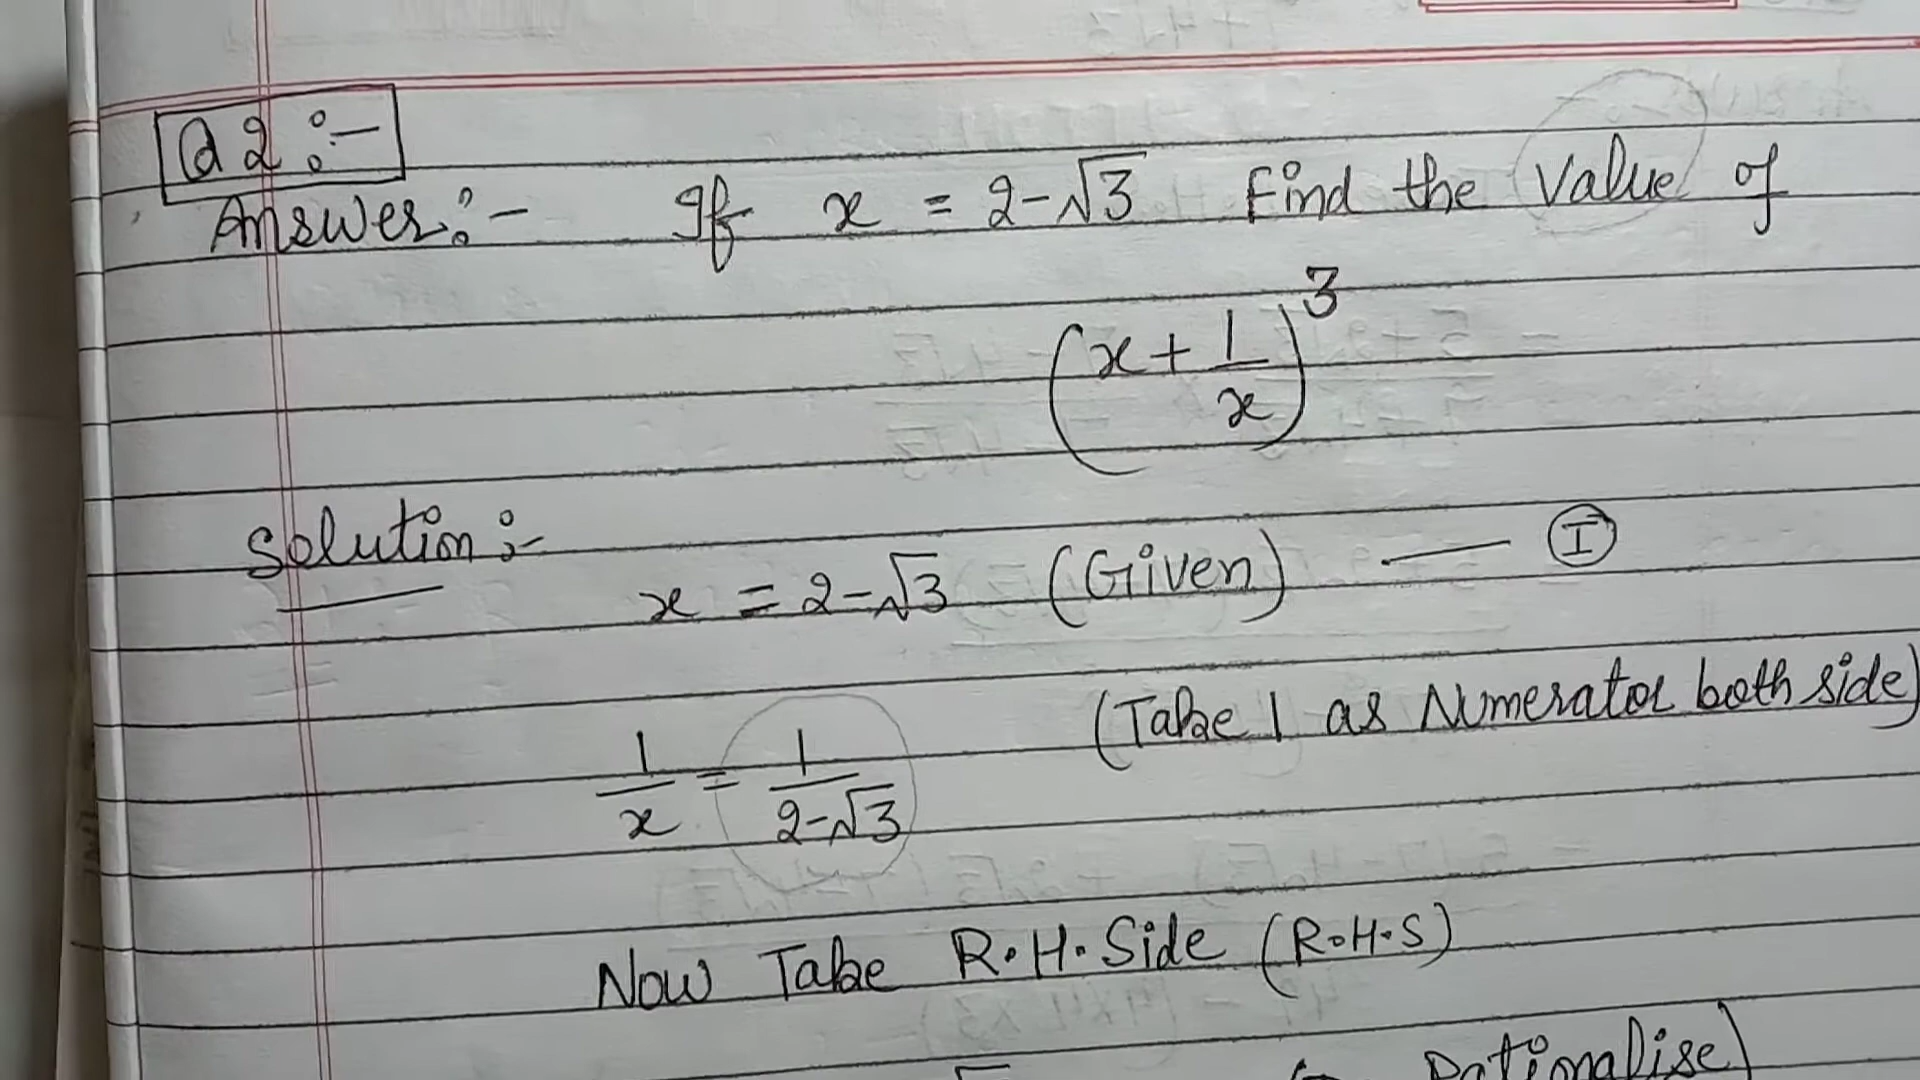 Q2:-
Answer:- If x = 2-√3 Find the Value of
(x + 1/x)³
Solution:-
x = 2-√3 (Given) — I
1/x = 1/(2-√3) (Take 1 as Numerator both side)
Now Take R.H.Side (R.H.S)
Rationalise)